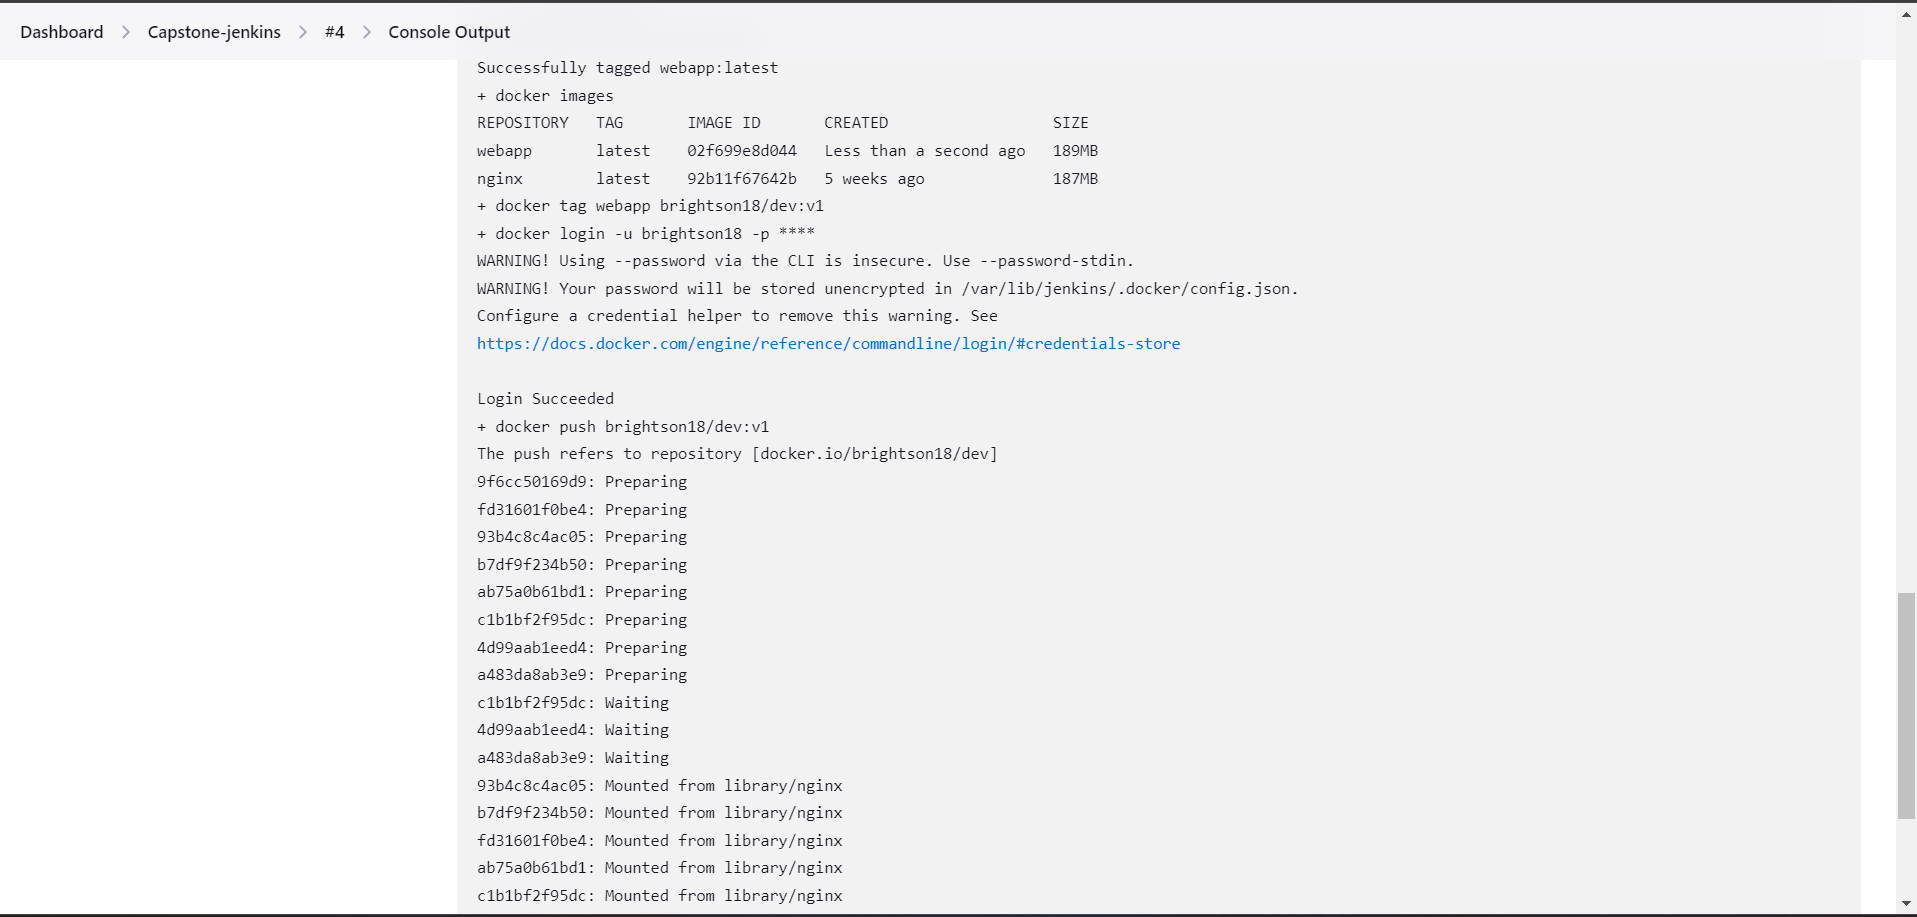 Dashboard > Capstone-jenkins > #4 > Console Output
Successfully tagged webapp:latest
+ docker images
REPOSITORY   TAG       IMAGE ID       CREATED                  SIZE
webapp       latest    02f699e8d044   Less than a second ago   189MB
nginx        latest    92b11f67642b   5 weeks ago              187MB
+ docker tag webapp brightson18/dev:v1
+ docker login -u brightson18 -p ****
WARNING! Using --password via the CLI is insecure. Use --password-stdin.
WARNING! Your password will be stored unencrypted in /var/lib/jenkins/.docker/config.json.
Configure a credential helper to remove this warning. See
https://docs.docker.com/engine/reference/commandline/login/#credentials-store
Login Succeeded
+ docker push brightson18/dev:v1
The push refers to repository [docker.io/brightson18/dev]
9f6cc50169d9: Preparing
fd31601f0be4: Preparing
93b4c8c4ac05: Preparing
b7df9f234b50: Preparing
ab75a0b61bd1: Preparing
c1b1bf2f95dc: Preparing
4d99aab1eed4: Preparing
a483da8ab3e9: Preparing
c1b1bf2f95dc: Waiting
4d99aab1eed4: Waiting
a483da8ab3e9: Waiting
93b4c8c4ac05: Mounted from library/nginx
b7df9f234b50: Mounted from library/nginx
fd31601f0be4: Mounted from library/nginx
ab75a0b61bd1: Mounted from library/nginx
c1b1bf2f95dc: Mounted from library/nginx